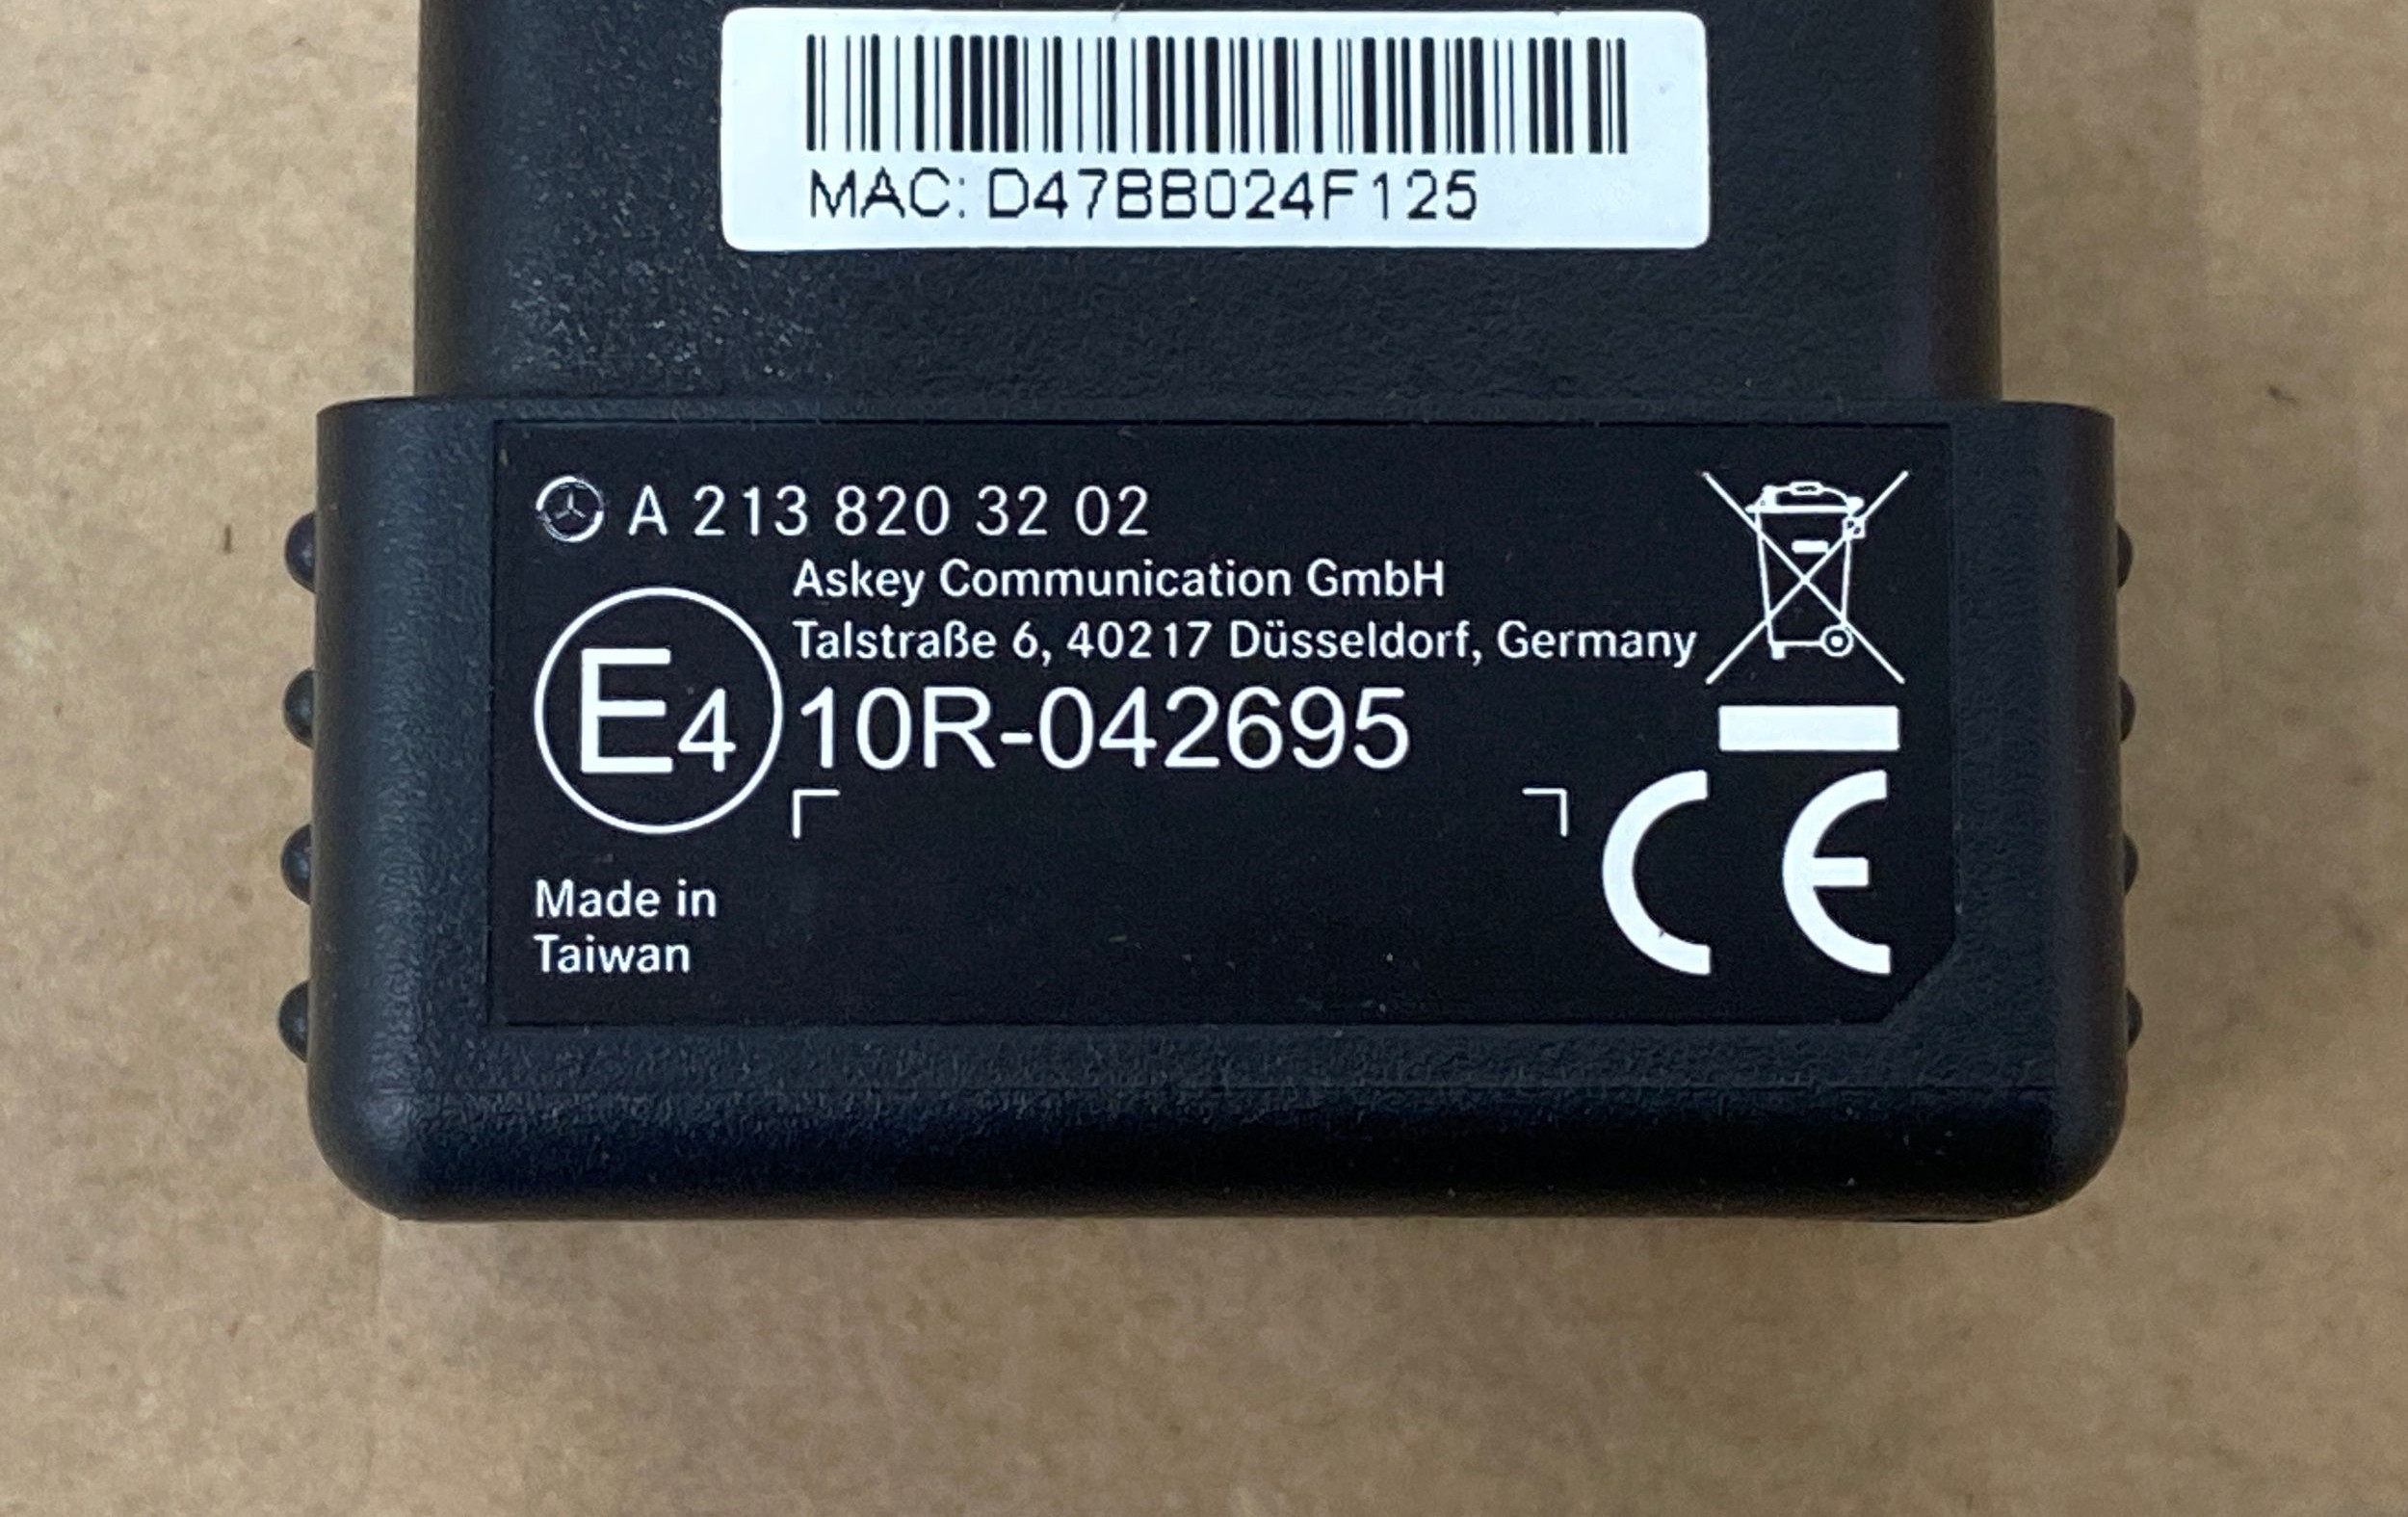 MAC: D47BB024F125
A 213 820 32 02
Askey Communication GmbH
Talstraße 6, 40217 Düsseldorf, Germany
E4 10R-042695
CE
Made in
Taiwan